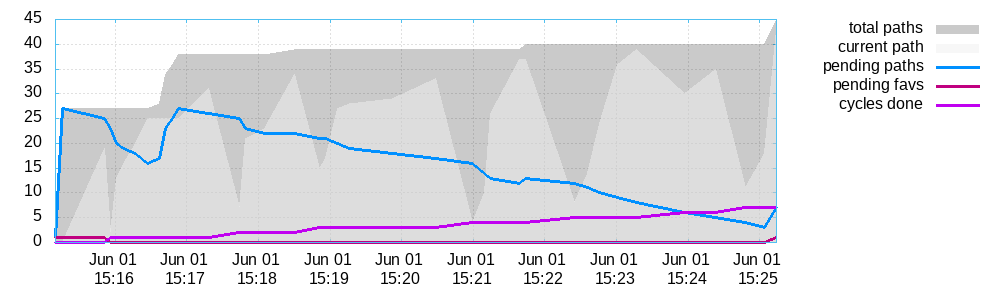 45
40
35
30
25
20
15
10
5
0
Jun 01 Jun 01 Jun 01 Jun 01 Jun 01 Jun 01 Jun 01 Jun 01 Jun 01 Jun 01
15:16 15:17 15:18 15:19 15:20 15:21 15:22 15:23 15:24 15:25
total paths
current path
pending paths
pending favs
cycles done